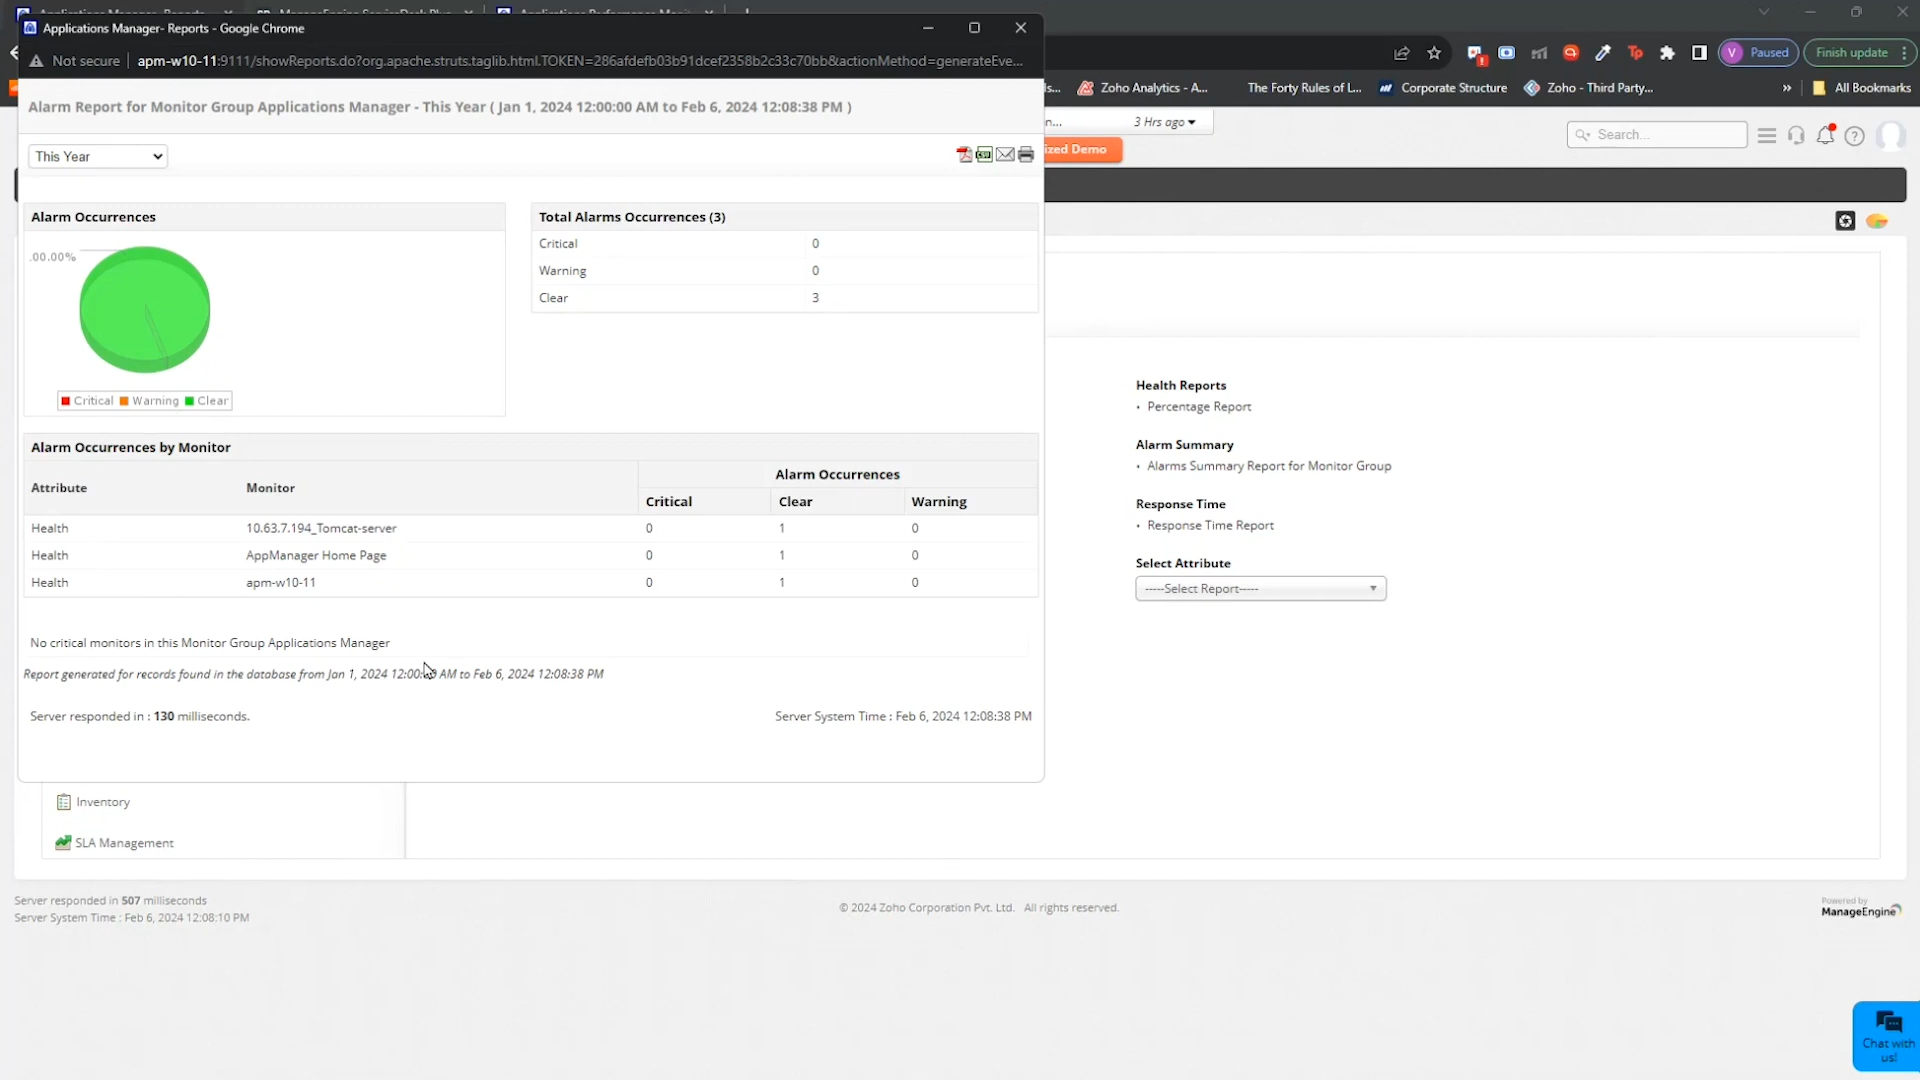 Applications Manager- Reports - Google Chrome
Not secure apm-w10-11:9111/showReports.do?org.apache.struts.taglib.html.TOKEN=286afdefb03b91dcef2358b2c33c70bb&actionMethod=generateEve...
Paused
Finish update
Zoho Analytics - A...
The Forty Rules of L...
Corporate Structure
Zoho - Third Party...
» All Bookmarks
Alarm Report for Monitor Group Applications Manager - This Year ( Jan 1, 2024 12:00:00 AM to Feb 6, 2024 12:08:38 PM )
3 Hrs ago
Search...
ized Demo
This Year
Alarm Occurrences
.00.00%
Critical Warning Clear
Total Alarms Occurrences (3)
Critical 0
Warning 0
Clear 3
Alarm Occurrences by Monitor
Attribute Monitor Alarm Occurrences
Critical Clear Warning
Health 10.63.7.194_Tomcat-server 0 1 0
Health AppManager Home Page 0 1 0
Health apm-w10-11 0 1 0
No critical monitors in this Monitor Group Applications Manager
Report generated for records found in the database from Jan 1, 2024 AM to Feb 6, 2024 12:08:38 PM
Server responded in : 130 milliseconds.
Server System Time : Feb 6, 2024 12:08:38 PM
Health Reports
• Percentage Report
Alarm Summary
• Alarms Summary Report for Monitor Group
Response Time
• Response Time Report
Select Attribute
-----Select Report-----
Inventory
SLA Management
Server responded in 507 milliseconds
Server System Time : Feb 6, 2024 12:08:10 PM
© 2024 Zoho Corporation Pvt. Ltd. All rights reserved.
Powered by
ManageEngine
Chat with
us!